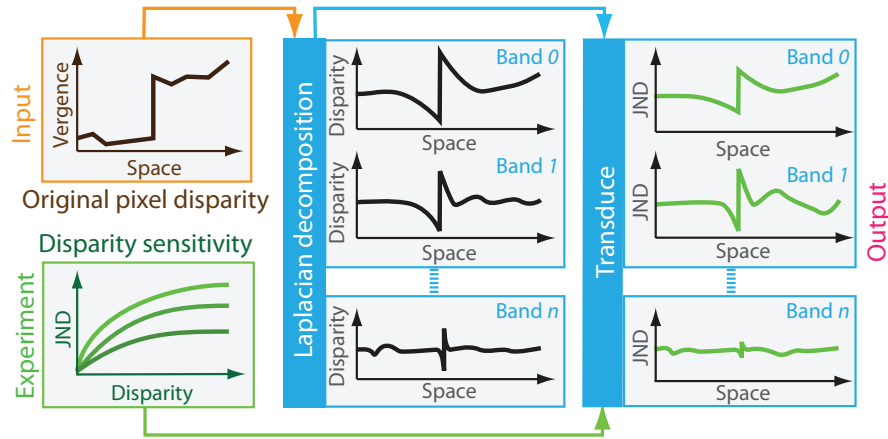 Input
Vergence
Space
Original pixel disparity
Disparity sensitivity
Experiment
JND
Disparity
Laplacian decomposition
Band 0
Disparity
Space
Band 1
Disparity
Space
Band n
Disparity
Space
Transduce
Band 0
JND
Space
Band 1
JND
Space
Band n
JND
Space
Output